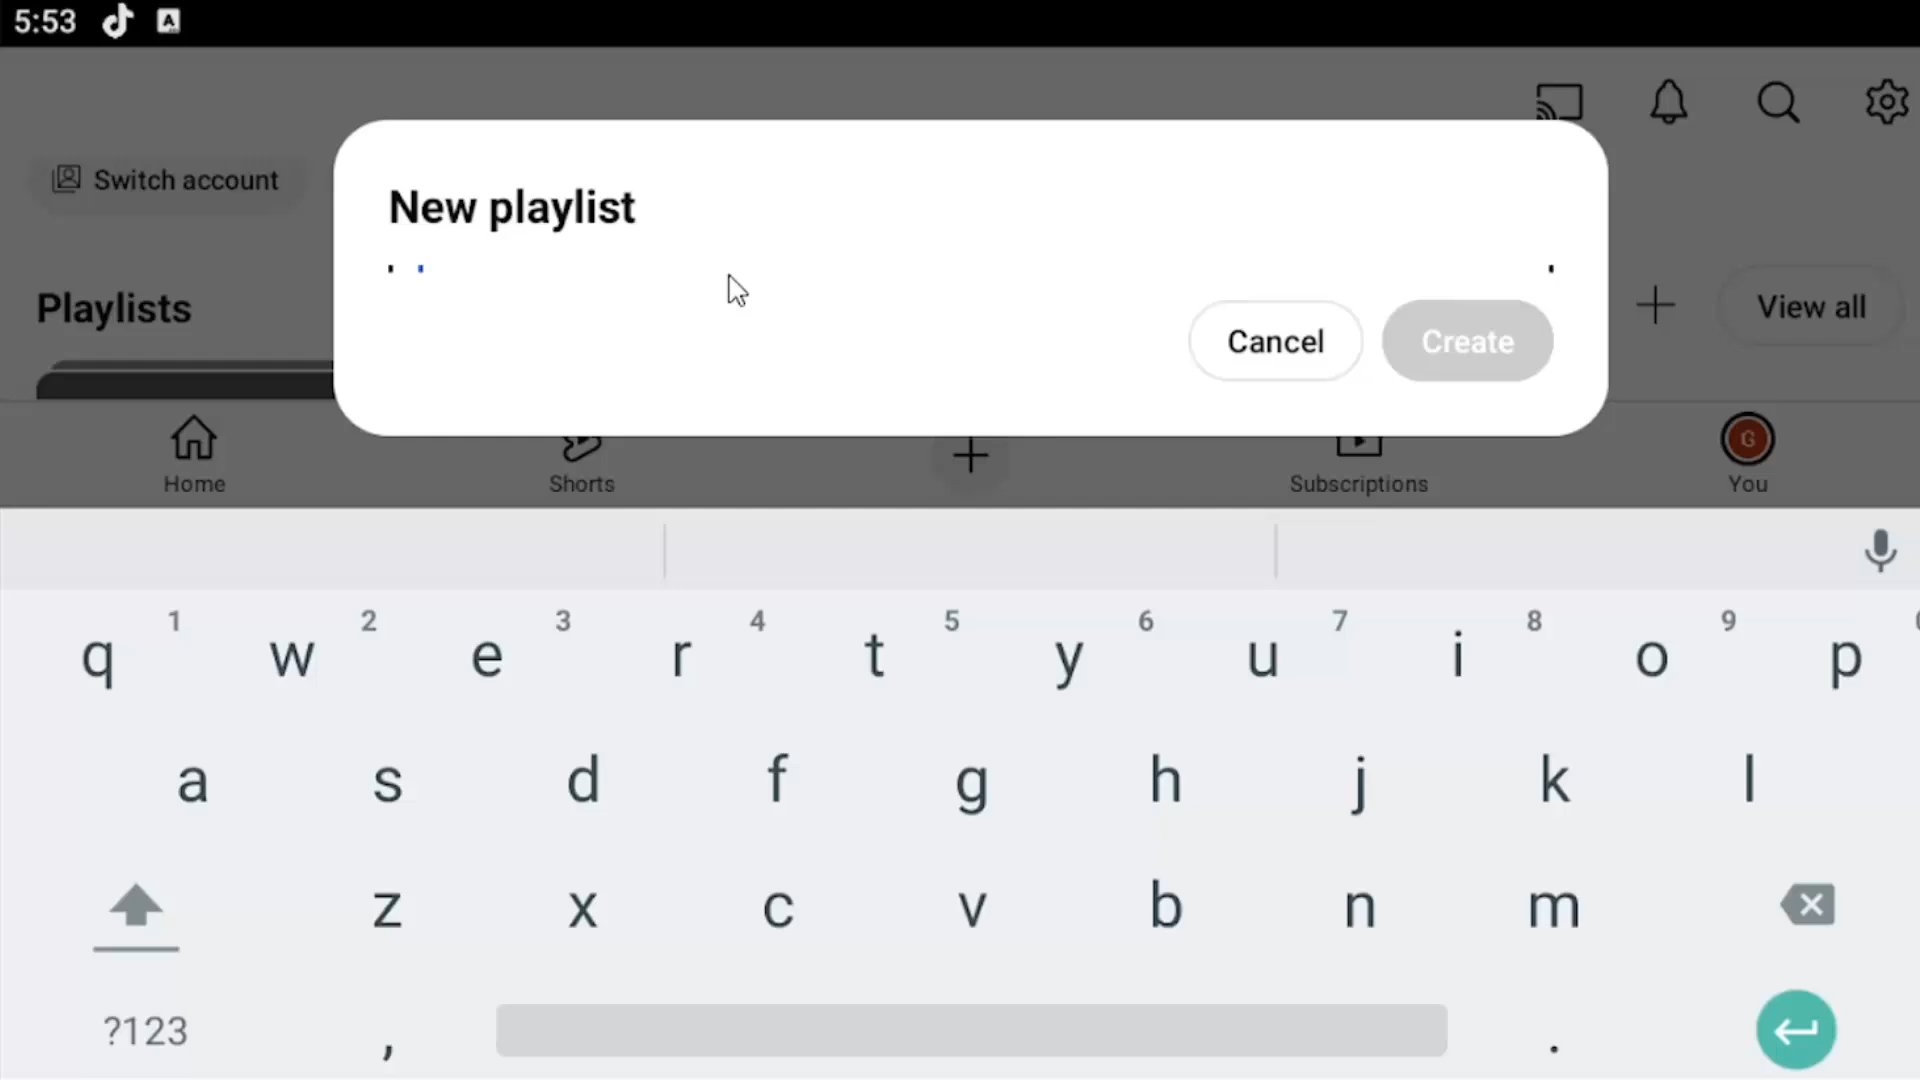 5:53
A
Switch account
New playlist
Playlists
View all
Cancel
Create
Home
Shorts
Subscriptions
G
You
1 2 3 4 5 6 7 8 9
q w e r t y u i o p
a s d f g h j k l
z x c v b n m
?123 , .